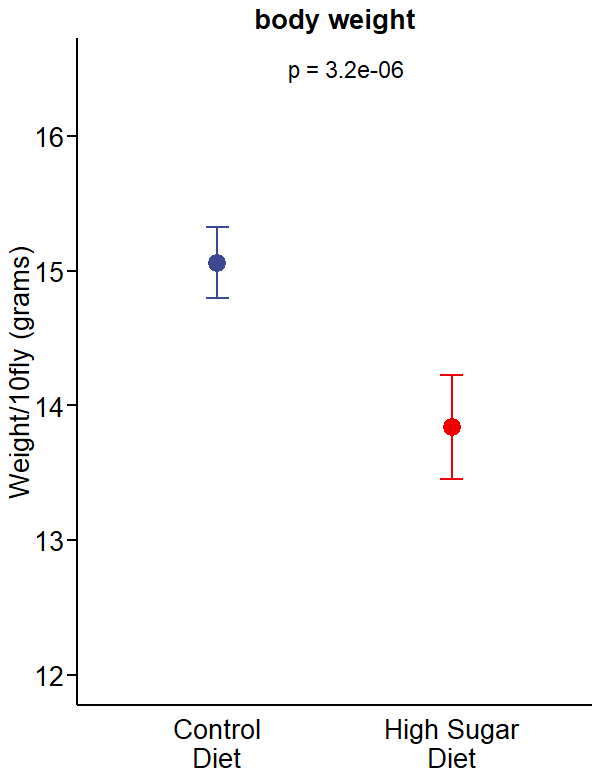 body weight
p = 3.2e-06
16
15
14
13
12
Weight/10fly (grams)
Control
Diet
High Sugar
Diet